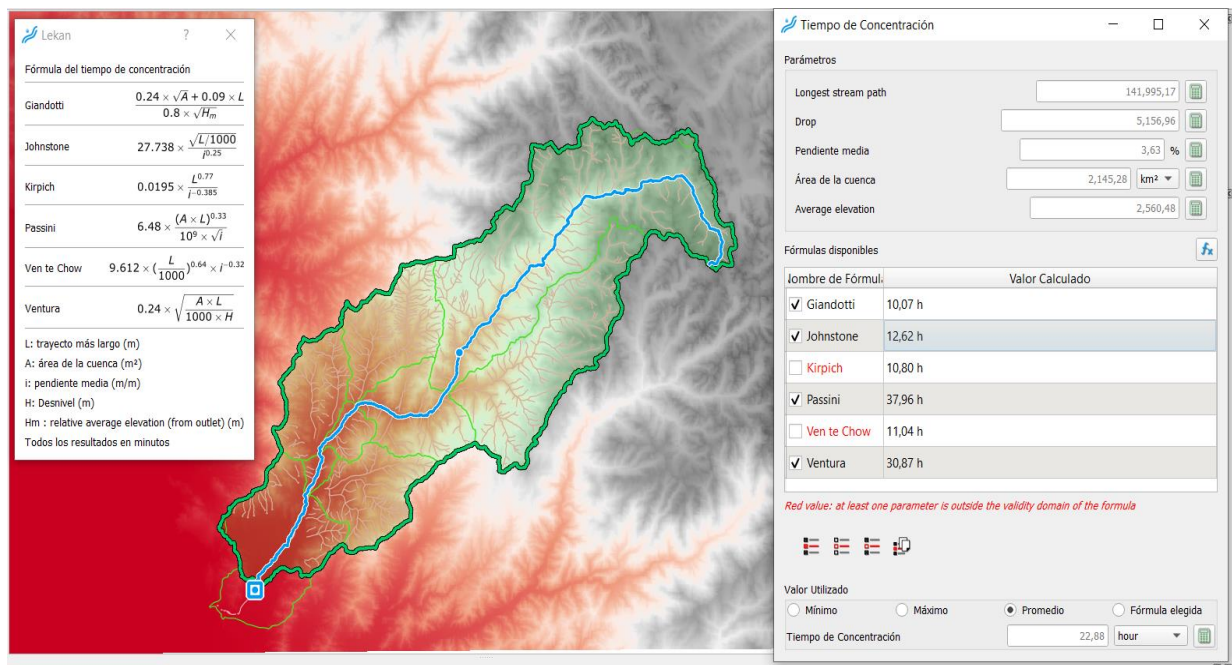 Lekan ? ×
Fórmula del tiempo de concentración
Giandotti 0.24 × √A + 0.09 × L / 0.8 × √Hm
Johnstone 27.738 × √L/1000 / i^0.25
Kirpich 0.0195 × L^0.77 / i^-0.385
Passini 6.48 × (A × L)^0.33 / 10^9 × √i
Ven te Chow 9.612 × (L/1000)^0.64 × i^-0.32
Ventura 0.24 × √(A × L / 1000 × H)
L: trayecto más largo (m)
A: área de la cuenca (m²)
i: pendiente media (m/m)
H: Desnivel (m)
Hm : relative average elevation (from outlet) (m)
Todos los resultados en minutos
Tiempo de Concentración
Parámetros
Longest stream path 141,995,17
Drop 5,156,96
Pendiente media 3,63 %
Área de la cuenca 2,145,28 km²
Average elevation 2,560,48
Fórmulas disponibles fx
Nombre de Fórmula Valor Calculado
Giandotti 10,07 h
Johnstone 12,62 h
Kirpich 10,80 h
Passini 37,96 h
Ven te Chow 11,04 h
Ventura 30,87 h
Red value: at least one parameter is outside the validity domain of the formula
Valor Utilizado
Mínimo Máximo Promedio Fórmula elegida
Tiempo de Concentración 22,88 hour